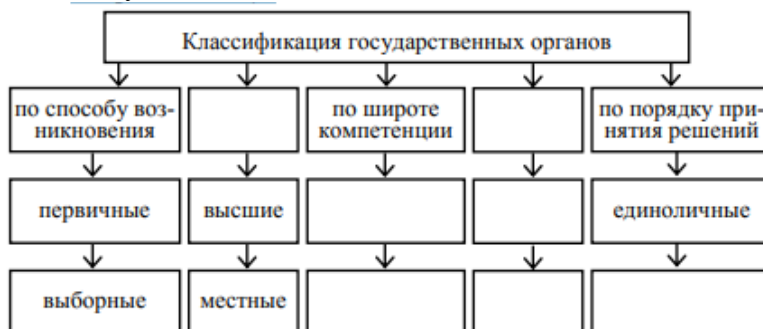 Классификация государственных органов
по способу воз-
никновения
по широте
компетенции
по порядку при-
нятия решений
первичные
высшие
единоличные
выборные
местные